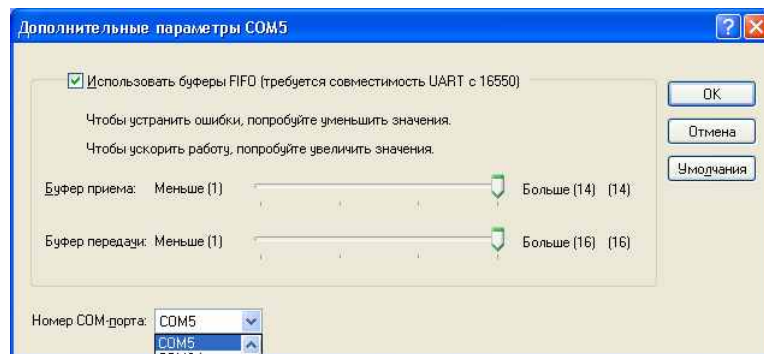 Дополнительные параметры COM5
Использовать буферы FIFO (требуется совместимость UART с 16550)
OK
Чтобы устранить ошибки, попробуйте уменьшить значения.
Отмена
Чтобы ускорить работу, попробуйте увеличить значения.
Умолчания
Буфер приема: Меньше (1) Больше (14) (14)
Буфер передачи: Меньше (1) Больше (16) (16)
Номер COM-порта: COM5
COM5